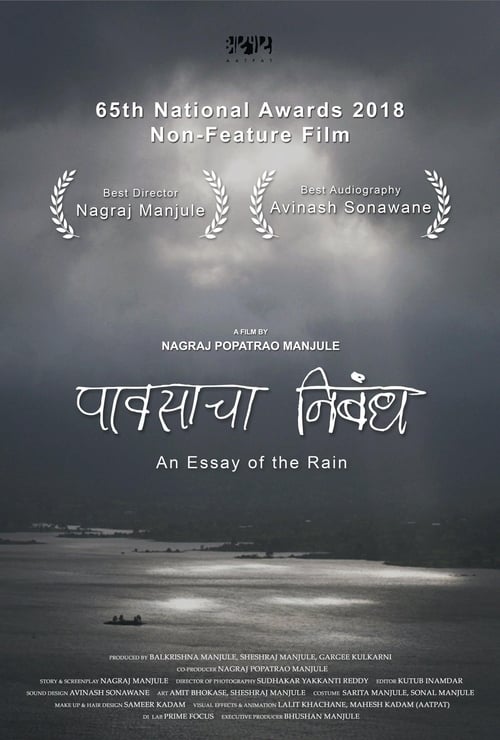 आटपाट
AATPAT
65th National Awards 2018
Non-Feature Film
Best Director
Nagraj Manjule
Best Audiography
Avinash Sonawane
A FILM BY
NAGRAJ POPATRAO MANJULE
पावसाचा निबंध
An Essay of the Rain
PRODUCED BY BALKRISHNA MANJULE, SHESHRAJ MANJULE, GARGEE KULKARNI
CO-PRODUCER NAGRAJ POPATRAO MANJULE
STORY & SCREENPLAY NAGRAJ MANJULE DIRECTOR OF PHOTOGRAPHY SUDHAKAR YAKKANTI REDDY EDITOR KUTUB INAMDAR
SOUND DESIGN AVINASH SONAWANE ART AMIT BHOKASE, SHESHRAJ MANJULE COSTUME SARITA MANJULE, SONAL MANJULE
MAKE UP & HAIR DESIGN SAMEER KADAM VISUAL EFFECTS & ANIMATION LALIT KHACHANE, MAHESH KADAM (AATPAT)
DI LAB PRIME FOCUS EXECUTIVE PRODUCER BHUSHAN MANJULE